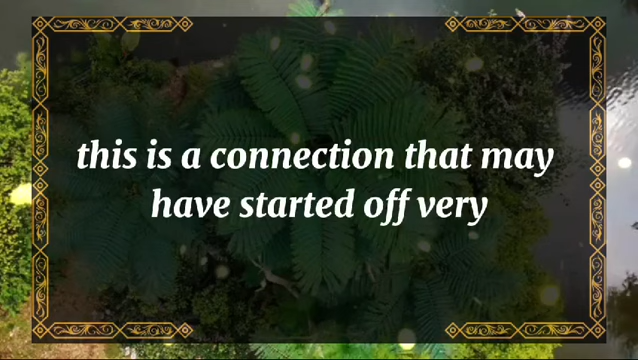 this is a connection that may
have started off very